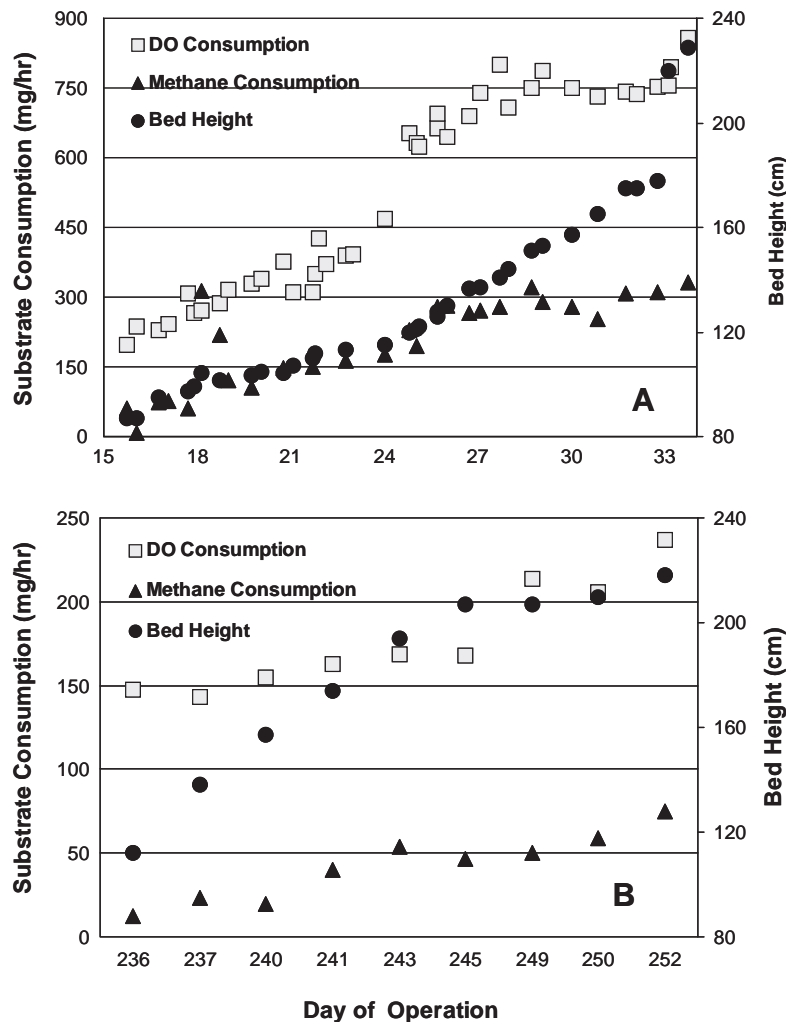 900
750
600
450
300
150
0
Substrate Consumption (mg/hr)
DO Consumption
Methane Consumption
Bed Height
A
240
200
160
120
80
Bed Height (cm)
15 18 21 24 27 30 33
250
200
150
100
50
0
Substrate Consumption (mg/hr)
DO Consumption
Methane Consumption
Bed Height
B
240
200
160
120
80
Bed Height (cm)
236 237 240 241 243 245 249 250 252
Day of Operation